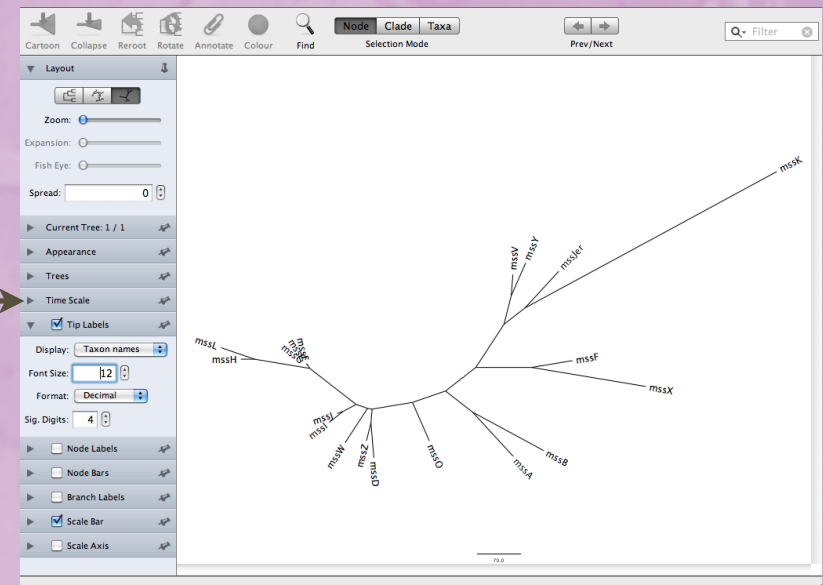 Cartoon Collapse Reroot Rotate Annotate Colour Find
Node Clade Taxa
Selection Mode
Prev/Next
Filter
Layout
Zoom:
Expansion:
Fish Eye:
Spread: 0
Current Tree: 1 / 1
Appearance
Trees
Time Scale
Tip Labels
Display: Taxon names
Font Size: 12
Format: Decimal
Sig. Digits: 4
Node Labels
Node Bars
Branch Labels
Scale Bar
Scale Axis
mssK
mssV
mssY
mssJer
mssL
mssH
mssG
mssF
mssX
mssJ
mssI
mssW
mssZ
mssD
mssO
mssA
mssB
70.0